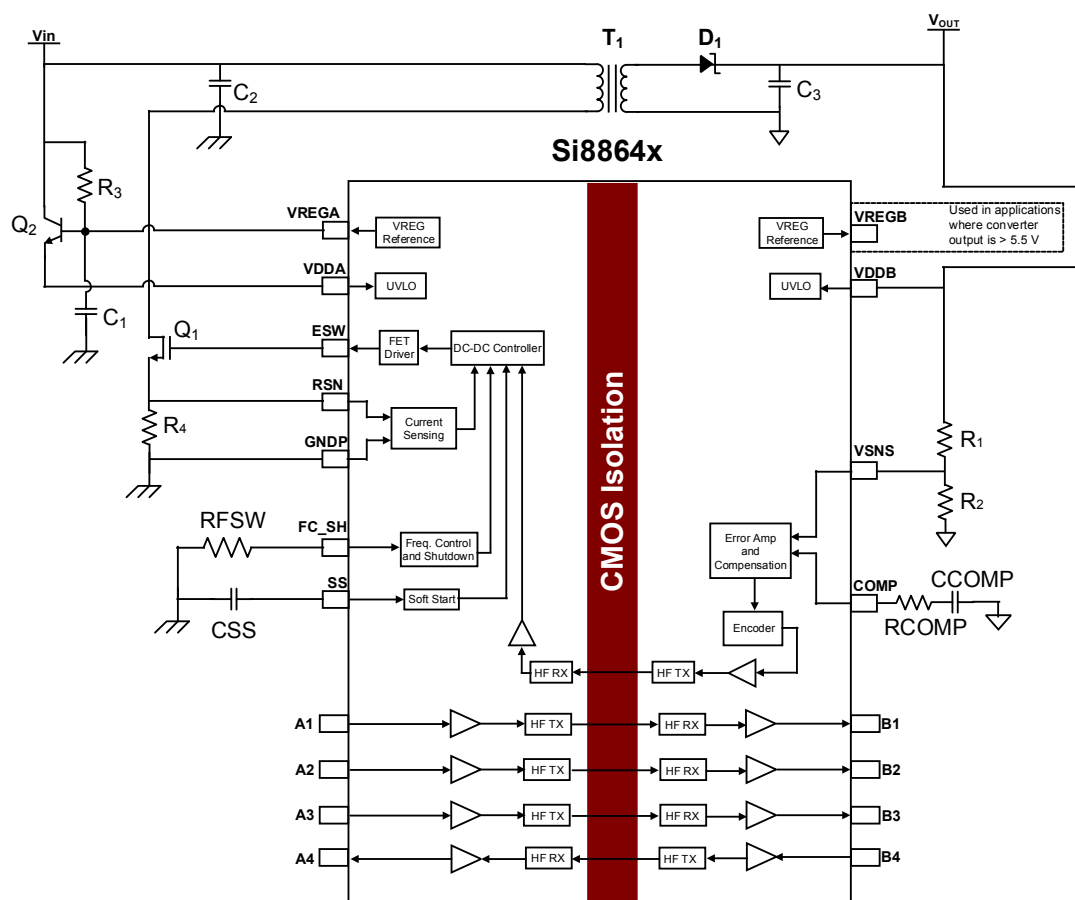 Vin
T1
D1
VOUT
C2
C3
Si8864x
R3
Q2
VREGA
VREG
Reference
VREG
Reference
VREGB
Used in applications
where converter
output is > 5.5 V
VDDA
UVLO
UVLO
VDDB
C1
Q1
ESW
FET
Driver
DC-DC Controller
CMOS Isolation
RSN
R4
Current
Sensing
GNDP
R1
VSNS
R2
RFSW
FC_SH
Freq. Control
and Shutdown
Error Amp
and
Compensation
SS
Soft Start
CSS
COMP
CCOMP
RCOMP
Encoder
HF RX
HF TX
A1
HF TX
HF RX
B1
A2
HF TX
HF RX
B2
A3
HF TX
HF RX
B3
A4
HF RX
HF TX
B4